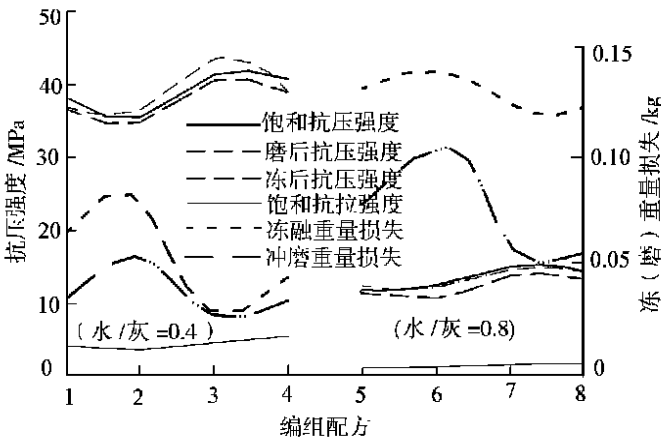 50
40
30
20
10
0
抗压强度/MPa
饱和抗压强度
磨后抗压强度
冻后抗压强度
饱和抗拉强度
冻融重量损失
冲磨重量损失
(水/灰=0.4)
(水/灰=0.8)
0.15
0.10
0.05
0
冻(磨)重量损失/kg
1 2 3 4 5 6 7 8
编组配方